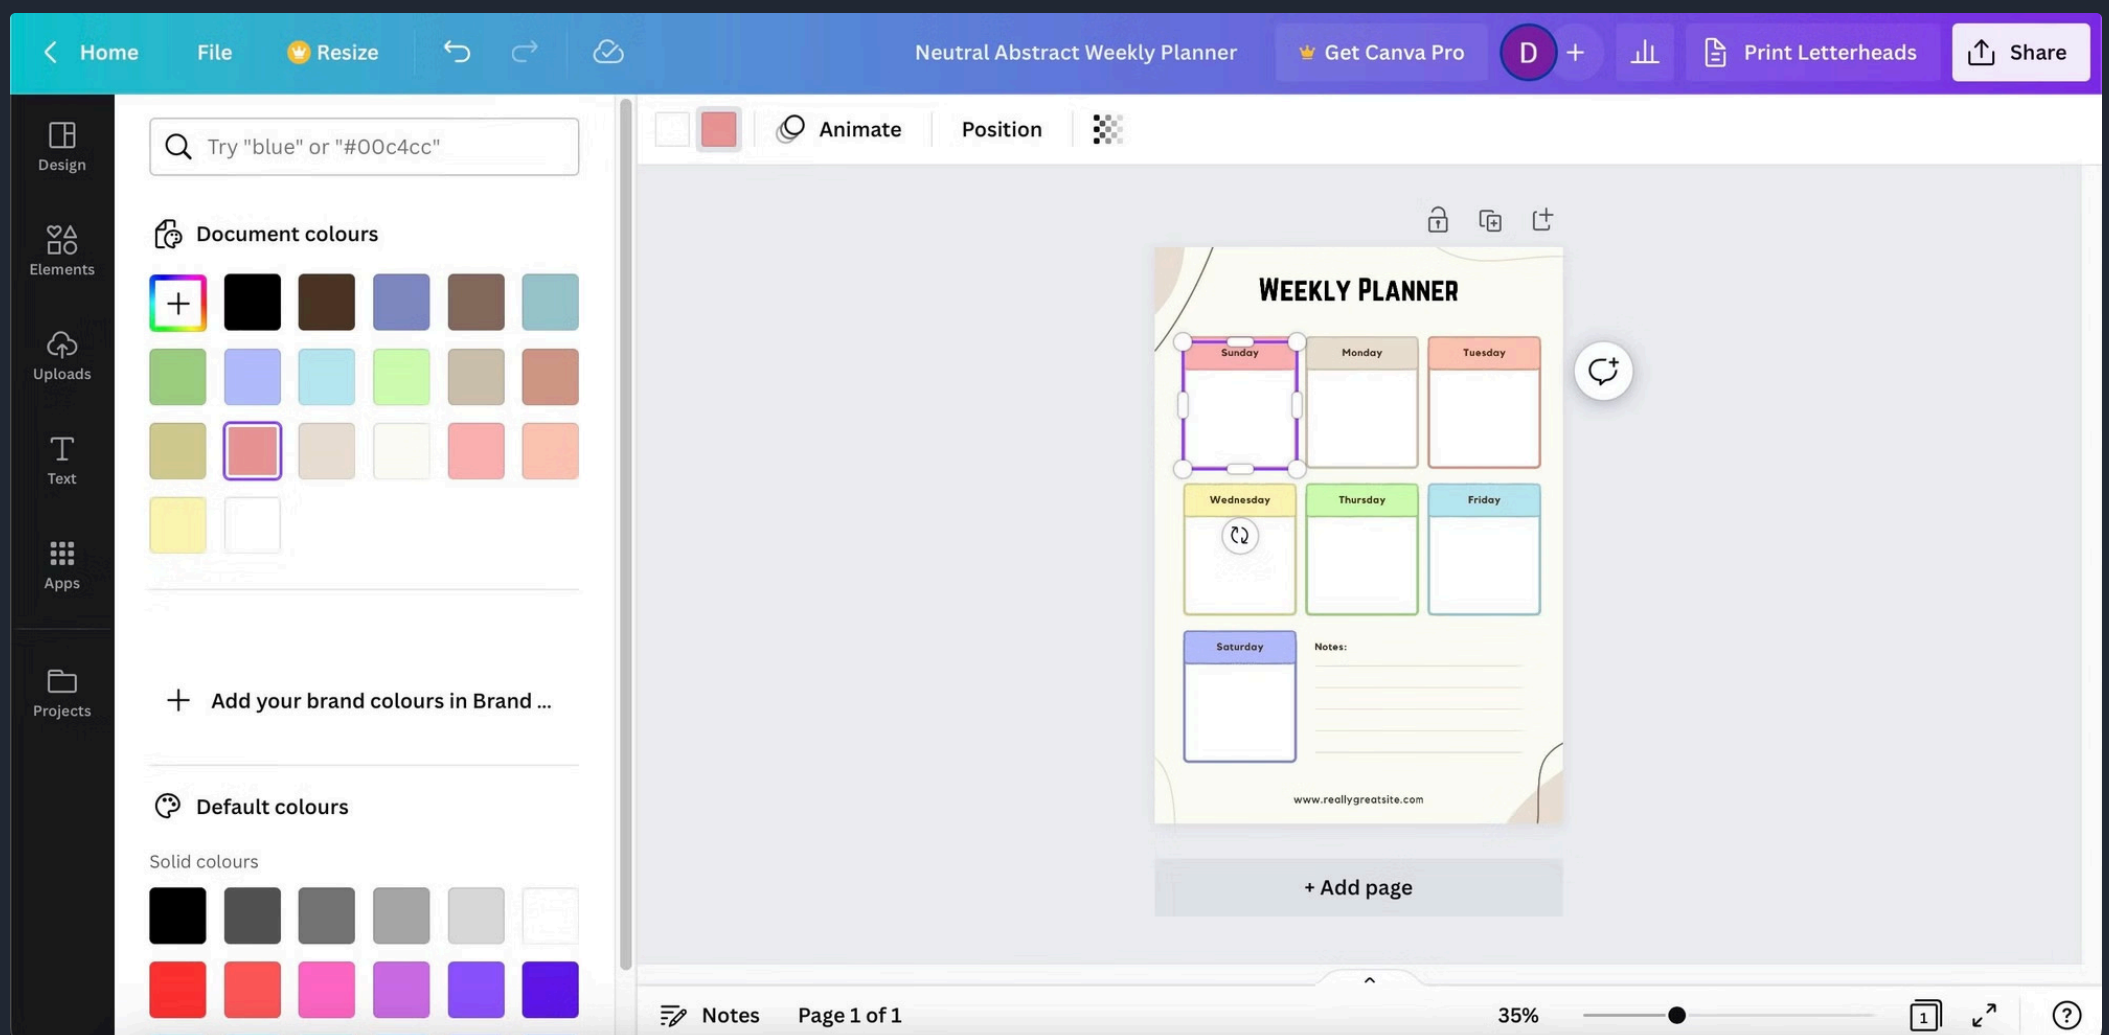 Home File Resize Neutral Abstract Weekly Planner Get Canva Pro D + Print Letterheads Share
Design
Elements
Uploads
Text
Apps
Projects
Try "blue" or "#00c4cc"
Document colours
+ Add your brand colours in Brand ...
Default colours
Solid colours
Animate Position
WEEKLY PLANNER
Sunday Monday Tuesday
Wednesday Thursday Friday
Saturday Notes:
www.reallygreatsite.com
+ Add page
Notes Page 1 of 1 35% 1 ?